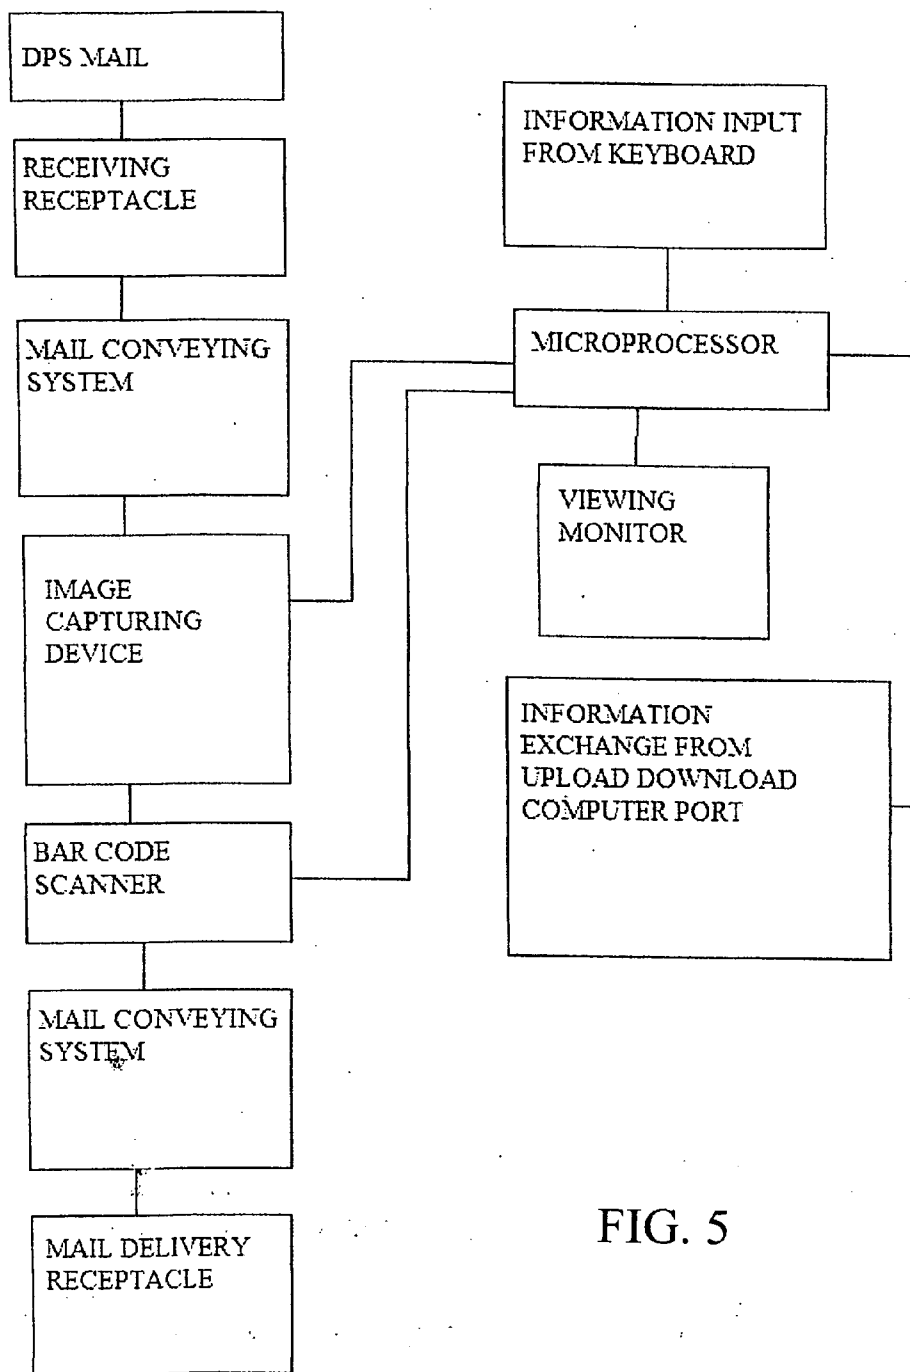 DPS MAIL
RECEIVING
RECEPTACLE
MAIL CONVEYING
SYSTEM
IMAGE
CAPTURING
DEVICE
BAR CODE
SCANNER
MAIL CONVEYING
SYSTEM
MAIL DELIVERY
RECEPTACLE
INFORMATION INPUT
FROM KEYBOARD
MICROPROCESSOR
VIEWING
MONITOR
INFORMATION
EXCHANGE FROM
UPLOAD DOWNLOAD
COMPUTER PORT
FIG. 5